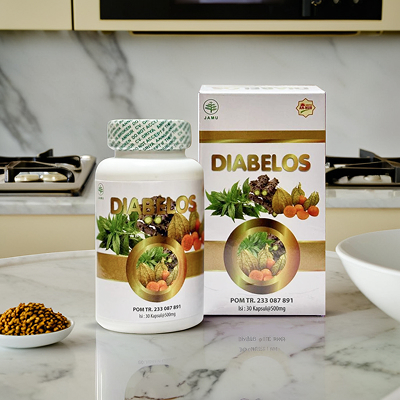 DIABELOS
POM TR. 233 087 891
Isi : 30 Kapsul@500mg
JAMU
DIABELOS
POM TR. 233 087 891
Isi : 30 Kapsul@500mg